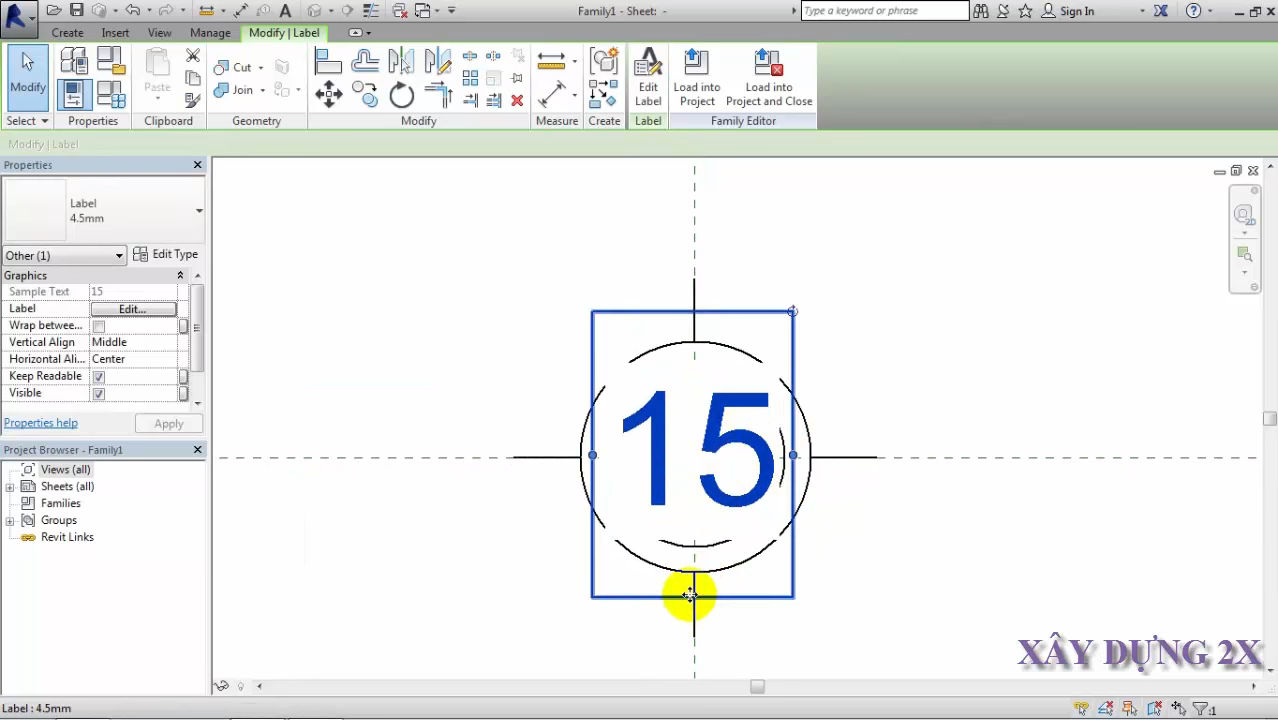 Family1 - Sheet: -
Type a keyword or phrase
Sign In
Create
Insert
View
Manage
Modify | Label
Modify
Paste
Cut
Join
Edit
Label
Load into
Project
Load into
Project and Close
Select
Properties
Clipboard
Geometry
Modify
Measure
Create
Label
Family Editor
Modify | Label
Properties
Label
4.5mm
Other (1)
Edit Type
Graphics
Sample Text 15
Label Edit...
Wrap betwee...
Vertical Align Middle
Horizontal Ali... Center
Keep Readable
Visible
Properties help
Apply
Project Browser - Family1
Views (all)
Sheets (all)
Families
Groups
Revit Links
15
2D
XÂY DỰNG 2X
Label : 4.5mm
:1